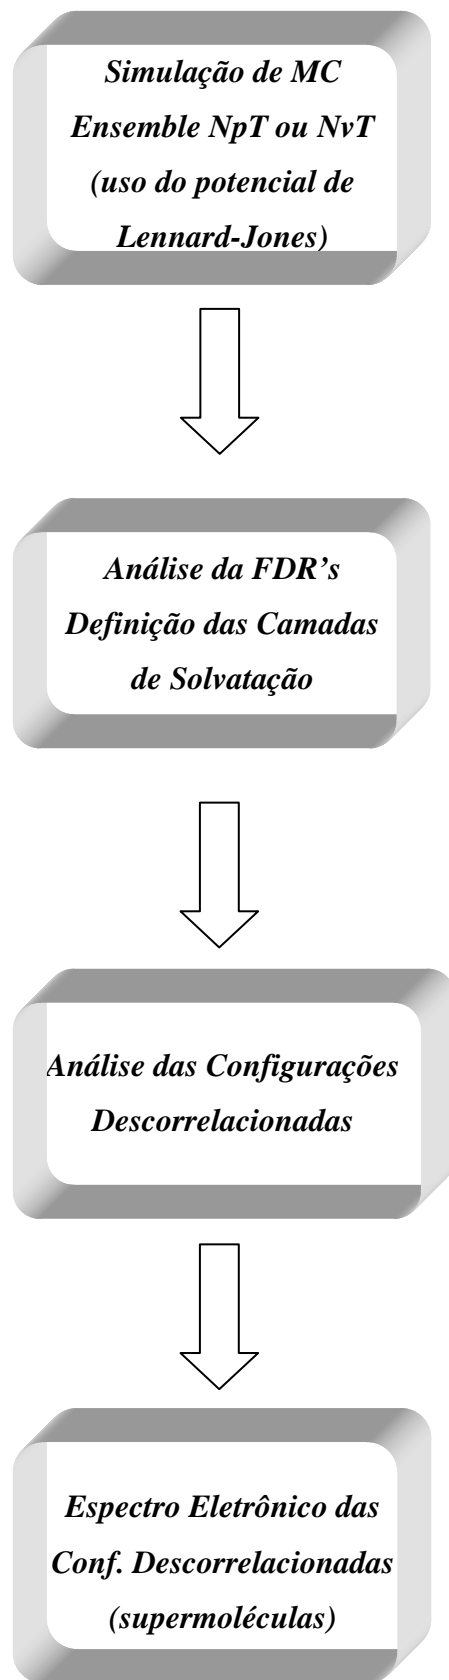 Simulação de MC
Ensemble NpT ou NvT
(uso do potencial de
Lennard-Jones)
Análise da FDR's
Definição das Camadas
de Solvatação
Análise das Configurações
Descorrelacionadas
Espectro Eletrônico das
Conf. Descorrelacionadas
(supermoléculas)